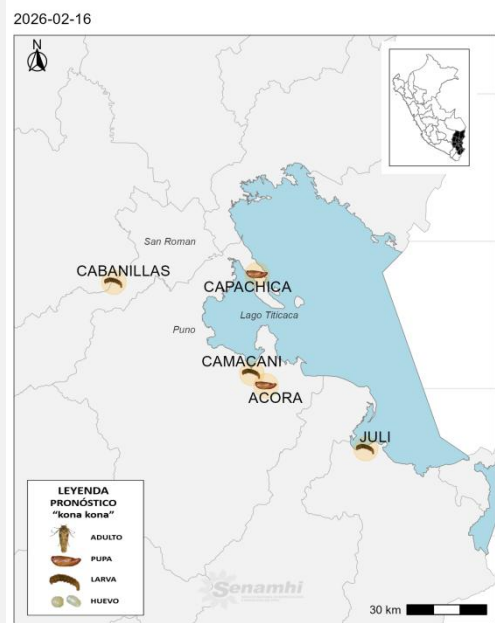 2026-02-16
N
San Roman
CABANILLAS
CAPACHICA
Lago Titicaca
Puno
CAMACANI
ACORA
JULI
LEYENDA
PRONÓSTICO
“kona kona”
ADULTO
PUPA
LARVA
HUEVO
Senamhi
30 km